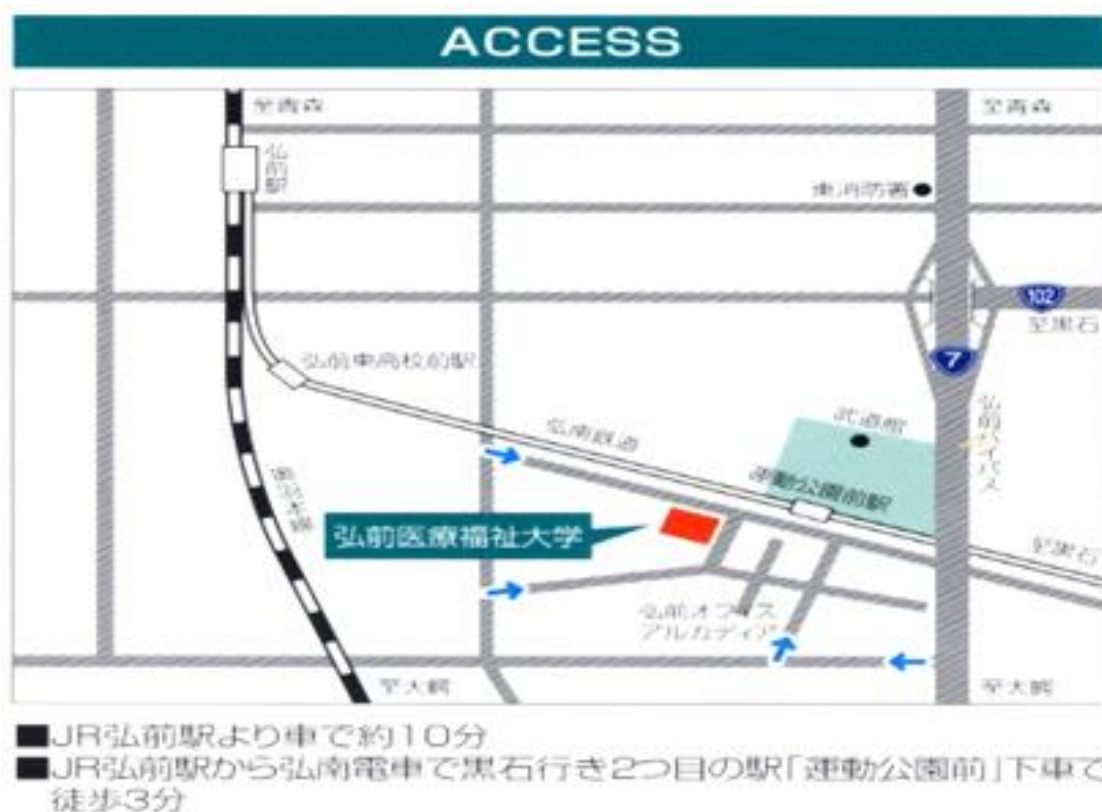 ACCESS
至青森
至青森
弘前駅
東消防署
102
至黒石
7
弘前東高校前駅
弘前バイパス
武道館
弘南鉄道
運動公園前駅
奥羽本線
弘前医療福祉大学
至黒石
弘前オフィス
アルカディア
至大鰐
至大鰐
■JR弘前駅より車で約10分
■JR弘前駅から弘南電車で黒石行き2つ目の駅「運動公園前」下車で
徒歩3分